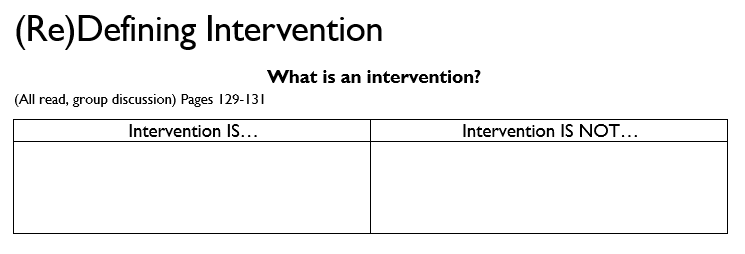 (Re)Defining Intervention
What is an intervention?
(All read, group discussion) Pages 129-131
Intervention IS…
Intervention IS NOT…